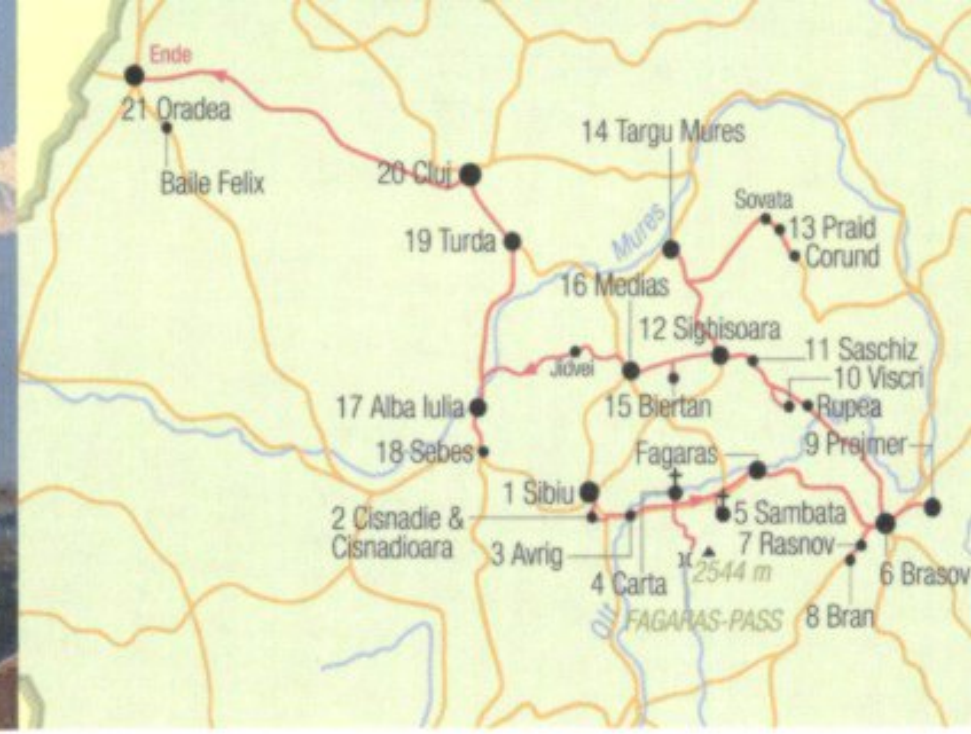 Ende
21 Oradea
Baile Felix
14 Targu Mures
20 Cluj
Sovata
13 Praid
Corund
19 Turda
Mures
16 Medias
12 Sighisoara
11 Saschiz
Jidvei
10 Viscri
15 Biertan
Rupea
17 Alba Iulia
18 Sebes
Fagaras
9 Prejmer
1 Sibiu
2 Cisnadie &
Cisnadioara
5 Sambata
3 Avrig
7 Rasnov
4 Carta
2544 m
6 Brasov
Olt
FAGARAS-PASS
8 Bran